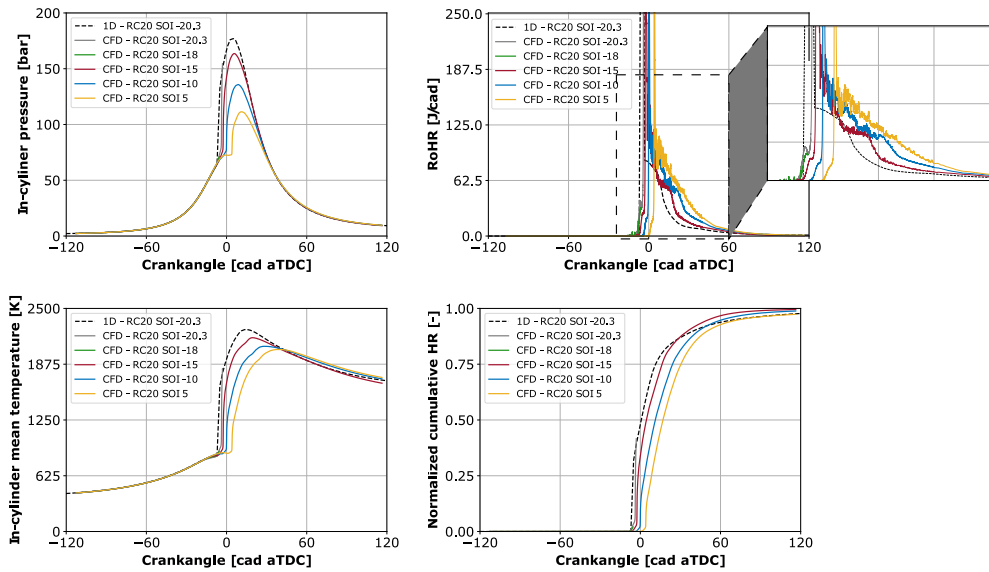 In-cyliner pressure [bar]
200
150
100
50
0
1D - RC20 SOI -20.3
CFD - RC20 SOI -20.3
CFD - RC20 SOI -18
CFD - RC20 SOI -15
CFD - RC20 SOI -10
CFD - RC20 SOI 5
-120
-60
0
60
120
Crankangle [cad aTDC]
RoHR [J/cad]
250.0
187.5
125.0
62.5
0.0
1D - RC20 SOI -20.3
CFD - RC20 SOI -20.3
CFD - RC20 SOI -18
CFD - RC20 SOI -15
CFD - RC20 SOI -10
CFD - RC20 SOI 5
-120
-60
0
60
120
Crankangle [cad aTDC]
In-cylinder mean temperature [K]
2500
1875
1250
625
0
1D - RC20 SOI -20.3
CFD - RC20 SOI -20.3
CFD - RC20 SOI -18
CFD - RC20 SOI -15
CFD - RC20 SOI -10
CFD - RC20 SOI 5
-120
-60
0
60
120
Crankangle [cad aTDC]
Normalized cumulative HR [-]
1.00
0.75
0.50
0.25
0.00
1D - RC20 SOI -20.3
CFD - RC20 SOI -20.3
CFD - RC20 SOI -18
CFD - RC20 SOI -15
CFD - RC20 SOI -10
CFD - RC20 SOI 5
-120
-60
0
60
120
Crankangle [cad aTDC]